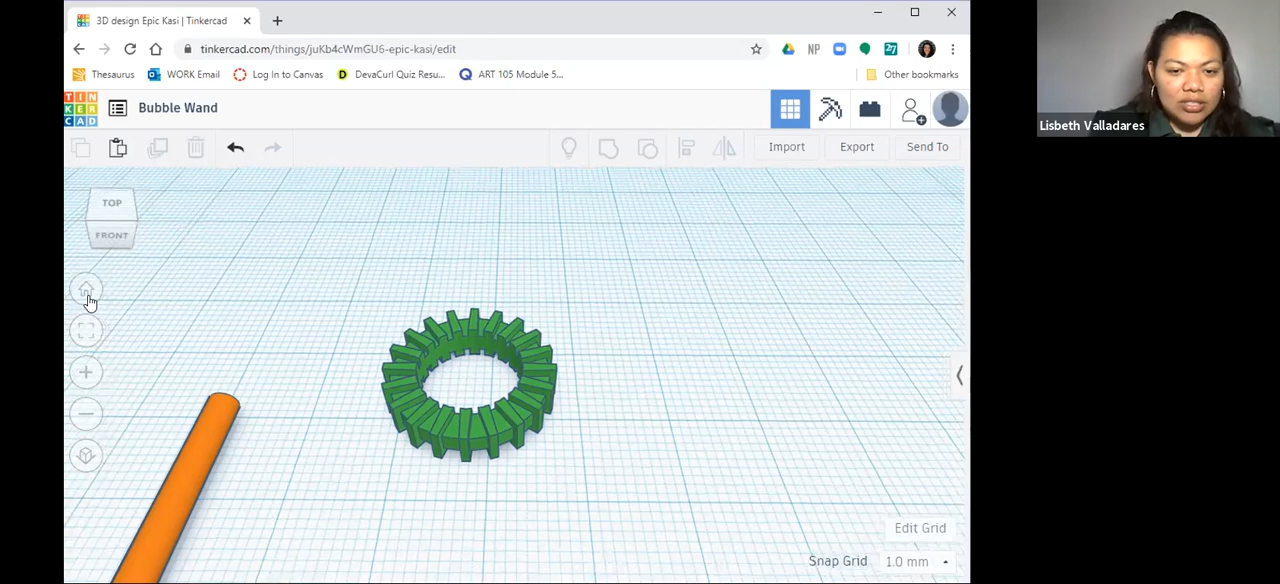 3D design Epic Kasi | Tinkercad
tinkercad.com/things/juKb4cWmGU6-epic-kasi/edit
NP
27
Thesaurus
WORK Email
Log In to Canvas
D
DevaCurl Quiz Resu...
Q
ART 105 Module 5...
Other bookmarks
TIN
KER
CAD
Bubble Wand
Import
Export
Send To
TOP
FRONT
Edit Grid
Snap Grid 1.0 mm
Lisbeth Valladares